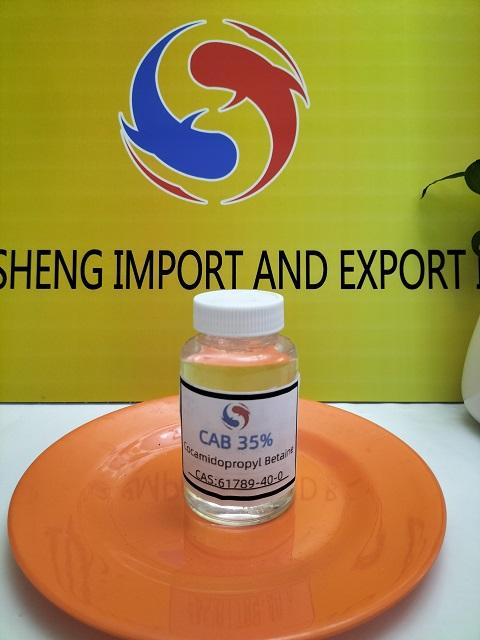 SHENG IMPORT AND EXPORT
CAB 35%
Cocamidopropyl Betaine
CAS:61789-40-0